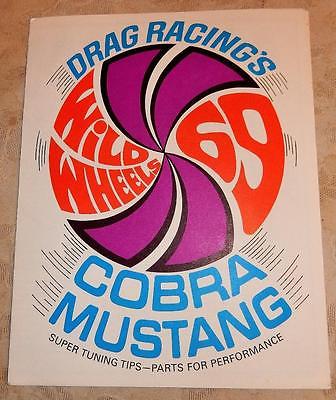 DRAG RACING'S
WILD
WHEELS
69
COBRA
MUSTANG
SUPER TUNING TIPS—PARTS FOR PERFORMANCE